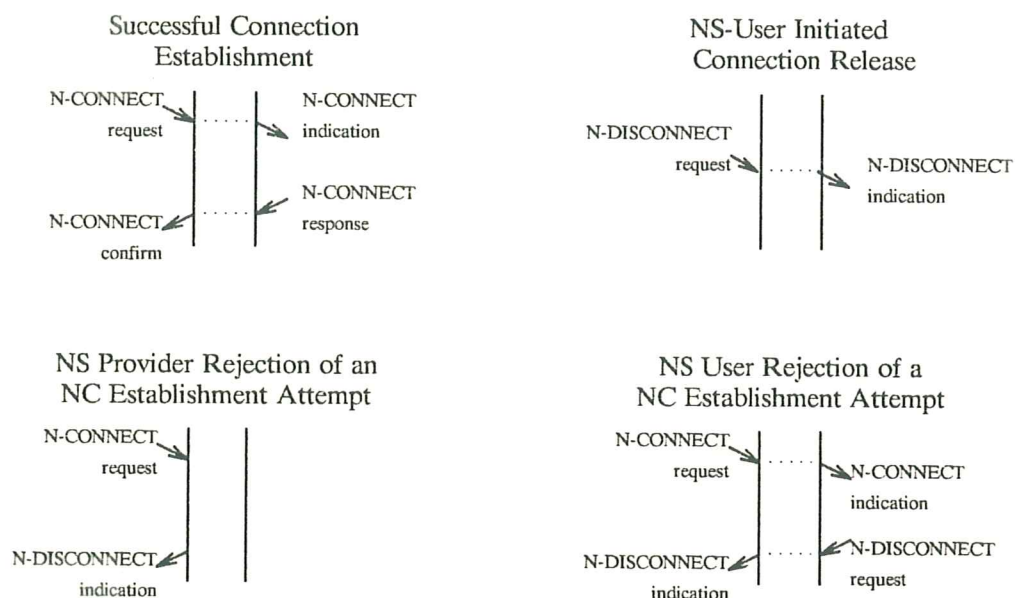 Successful Connection
Establishment
N-CONNECT
request
N-CONNECT
indication
N-CONNECT
response
N-CONNECT
confirm
NS-User Initiated
Connection Release
N-DISCONNECT
request
N-DISCONNECT
indication
NS Provider Rejection of an
NC Establishment Attempt
N-CONNECT
request
N-DISCONNECT
indication
NS User Rejection of a
NC Establishment Attempt
N-CONNECT
request
N-CONNECT
indication
N-DISCONNECT
request
N-DISCONNECT
indication